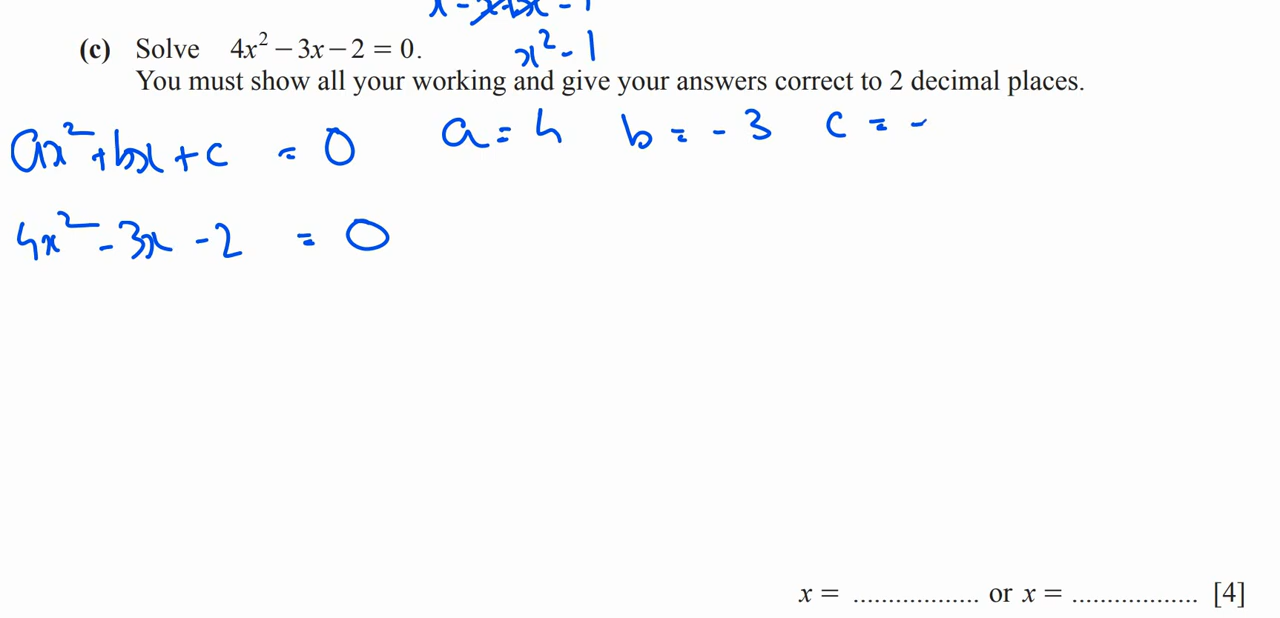 x - x + x - 1
(c) Solve 4x² – 3x – 2 = 0.
x² - 1
You must show all your working and give your answers correct to 2 decimal places.
ax² + bx + c = 0 a = 4 b = - 3 c = -
4x² - 3x - 2 = 0
x = .................. or x = .................. [4]